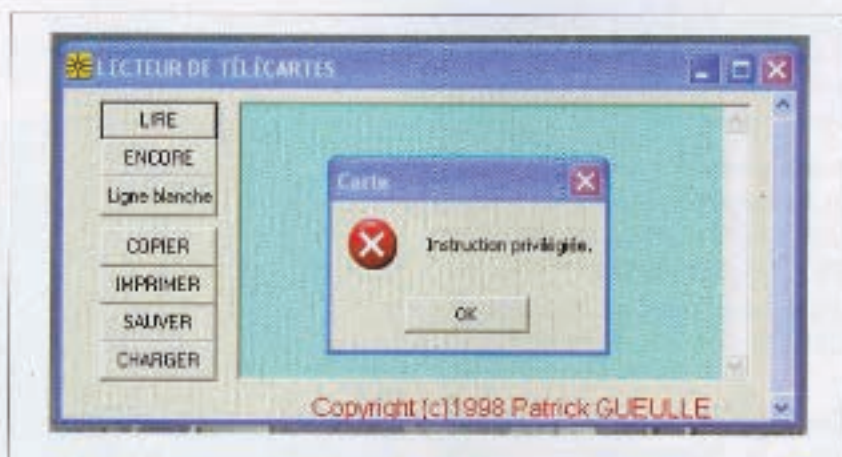 LECTEUR DE TÉLÉCARTES
LIRE
ENCORE
Ligne blanche
COPIER
IMPRIMER
SAUVER
CHARGER
Carte
Instruction privilégiée.
OK
Copyright (c)1998 Patrick GUEULLE